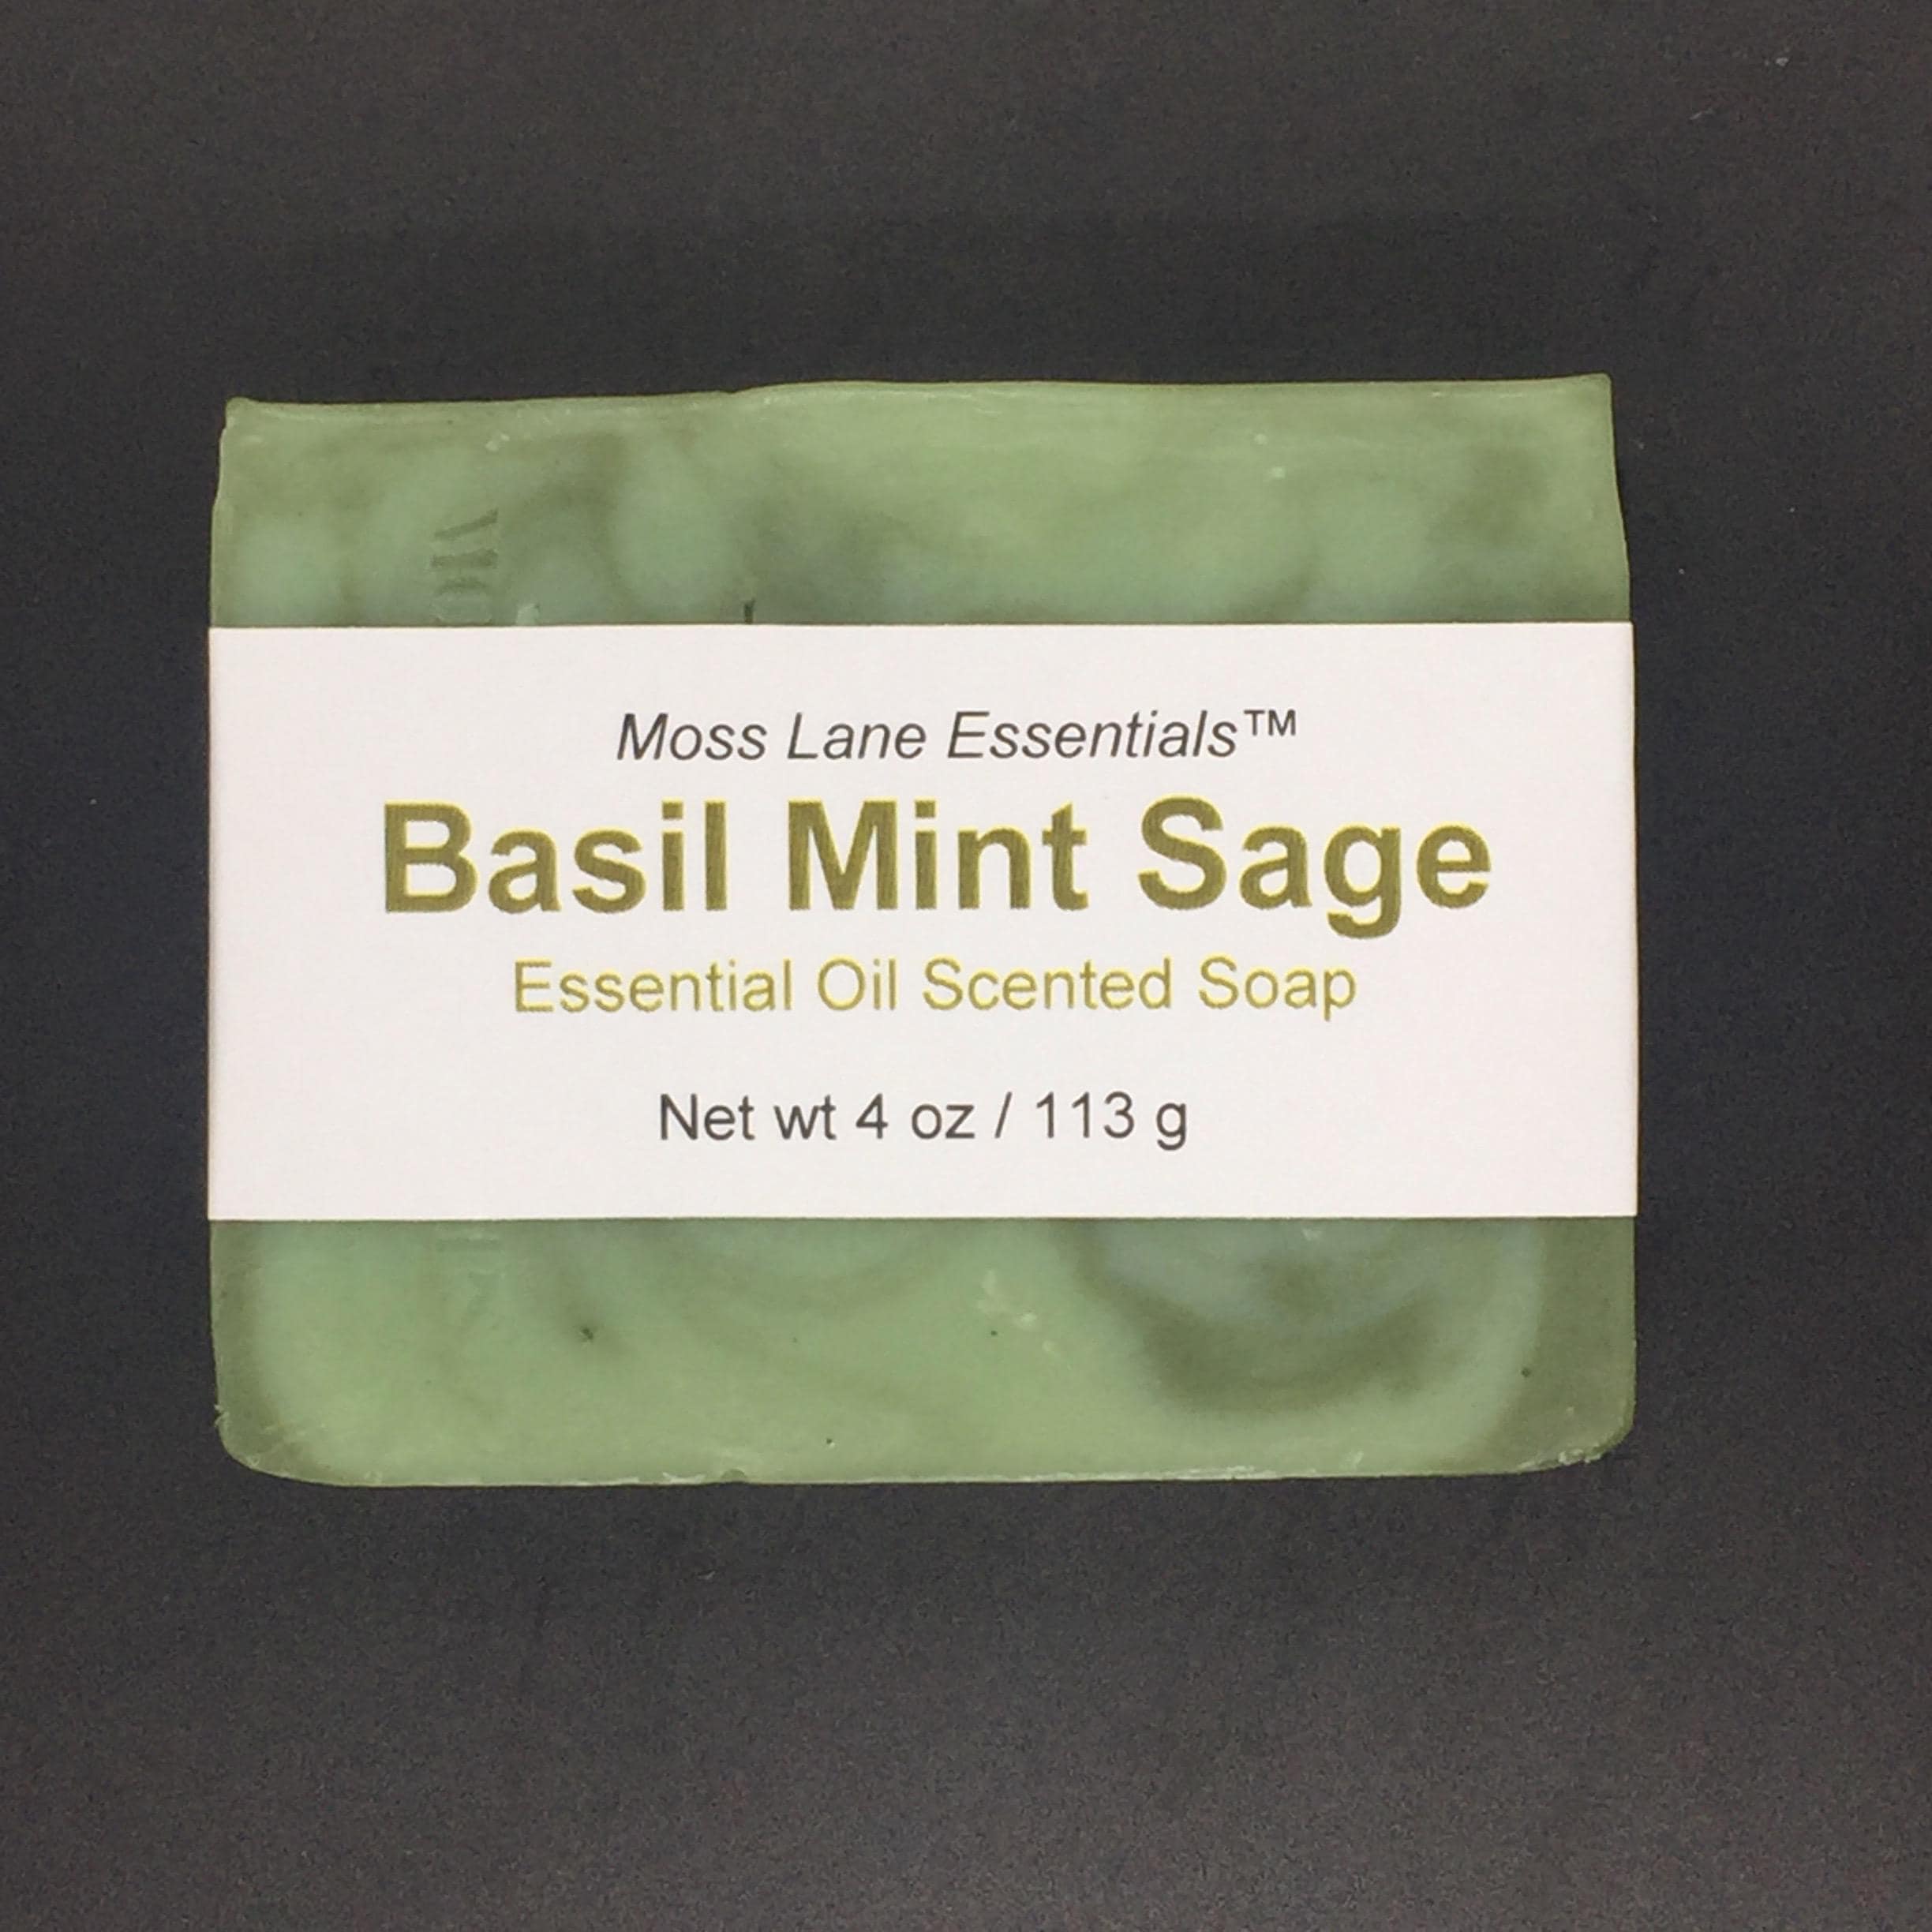 Moss Lane Essentials™
Basil Mint Sage
Essential Oil Scented Soap
Net wt 4 oz / 113 g